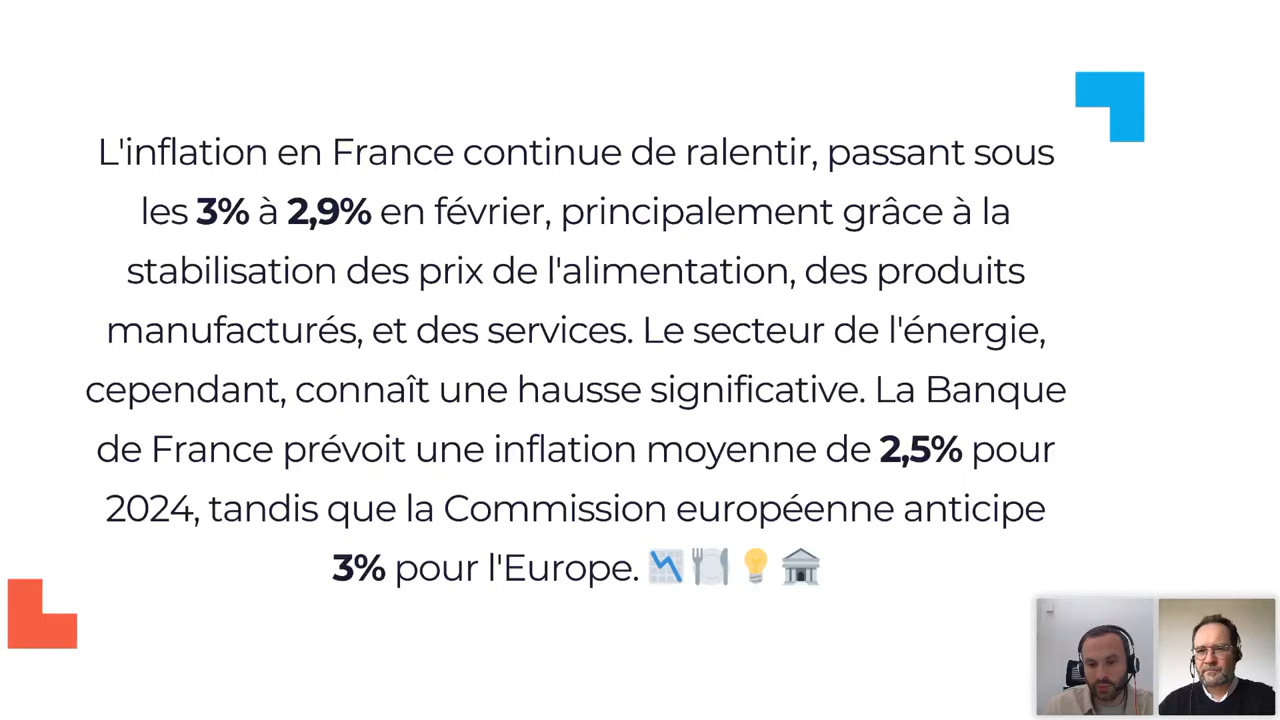 L'inflation en France continue de ralentir, passant sous
les 3% à 2,9% en février, principalement grâce à la
stabilisation des prix de l'alimentation, des produits
manufacturés, et des services. Le secteur de l'énergie,
cependant, connaît une hausse significative. La Banque
de France prévoit une inflation moyenne de 2,5% pour
2024, tandis que la Commission européenne anticipe
3% pour l'Europe. 📉🍽️💡🏛️